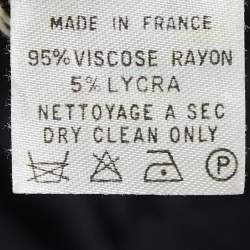 MADE IN FRANCE
95% VISCOSE RAYON
5% LYCRA
NETTOYAGE A SEC
DRY CLEAN ONLY
P